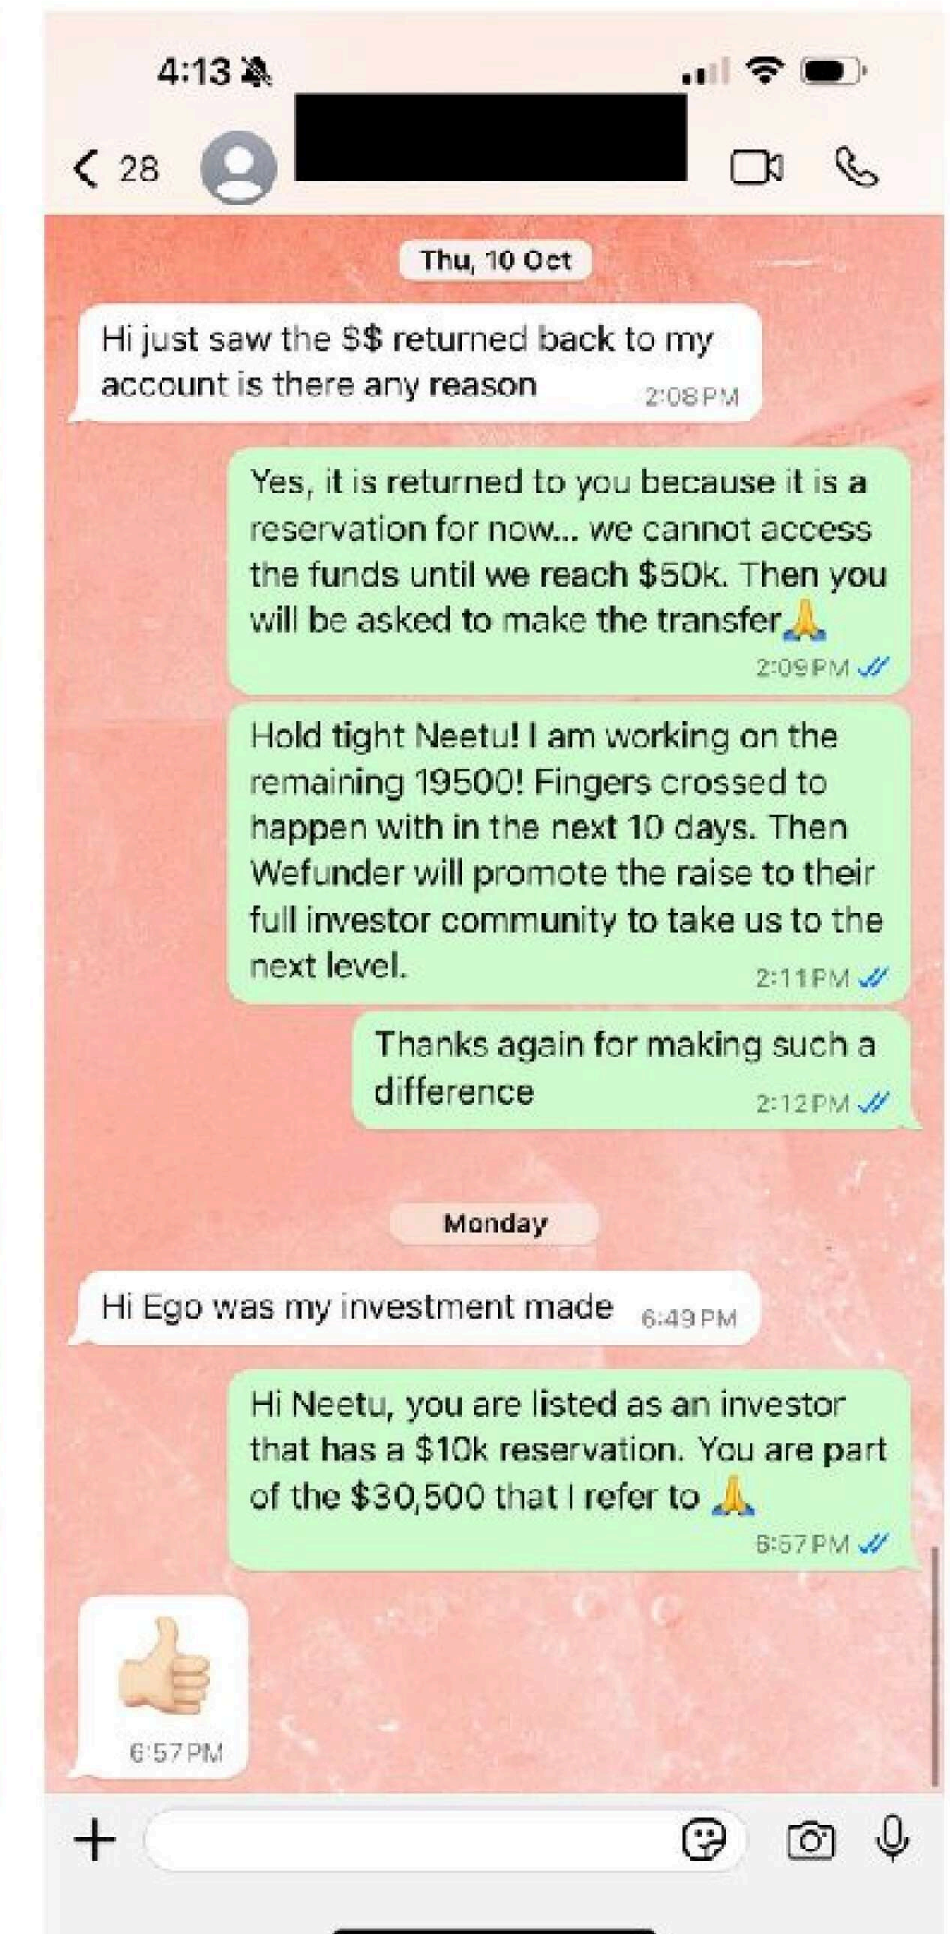 4:13
28
Thu, 10 Oct
Hi just saw the $$ returned back to my
account is there any reason
2:08 PM
Yes, it is returned to you because it is a
reservation for now... we cannot access
the funds until we reach $50k. Then you
will be asked to make the transfer🙏
2:09 PM
Hold tight Neetu! I am working on the
remaining 19500! Fingers crossed to
happen with in the next 10 days. Then
Wefunder will promote the raise to their
full investor community to take us to the
next level.
2:11 PM
Thanks again for making such a
difference
2:12 PM
Monday
Hi Ego was my investment made
6:49 PM
Hi Neetu, you are listed as an investor
that has a $10k reservation. You are part
of the $30,500 that I refer to 🙏
6:57 PM
👍🏻
6:57 PM